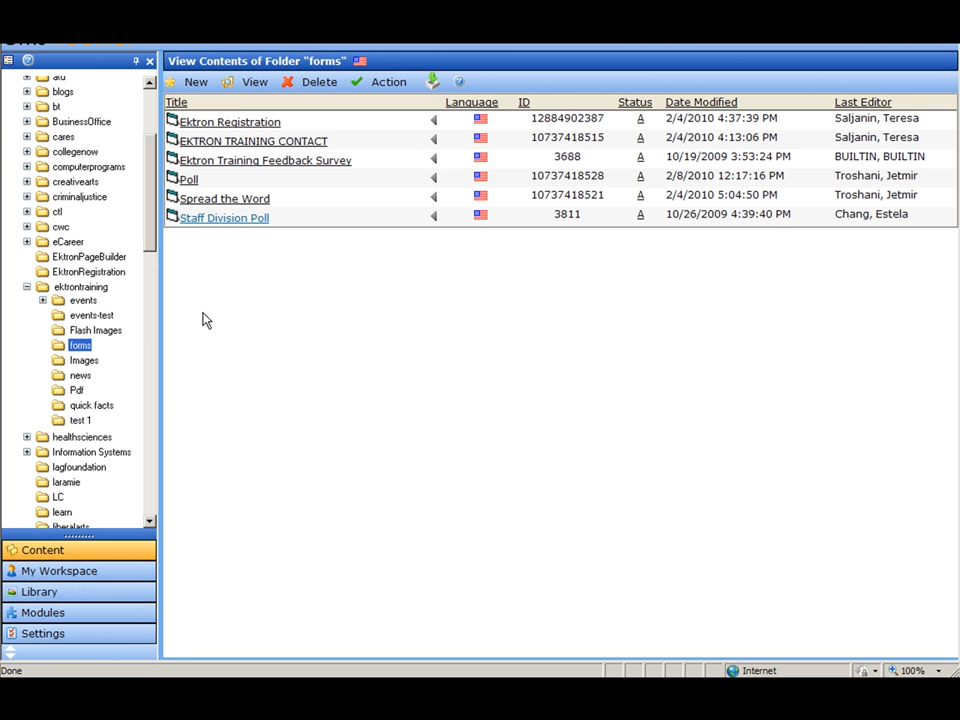 View Contents of Folder "forms"
New View Delete Action
Title Language ID Status Date Modified Last Editor
Ektron Registration 12884902387 A 2/4/2010 4:37:39 PM Saljanin, Teresa
EKTRON TRAINING CONTACT 10737418515 A 2/4/2010 4:13:06 PM Saljanin, Teresa
Ektron Training Feedback Survey 3688 A 10/19/2009 3:53:24 PM BUILTIN, BUILTIN
Poll 10737418528 A 2/8/2010 12:17:16 PM Troshani, Jetmir
Spread the Word 10737418521 A 2/4/2010 5:04:50 PM Troshani, Jetmir
Staff Division Poll 3811 A 10/26/2009 4:39:40 PM Chang, Estela
blogs
bt
BusinessOffice
cares
collegenow
computerprograms
creativearts
criminaljustice
ctl
cwc
eCareer
EktronPageBuilder
EktronRegistration
ektrontraining
events
events-test
Flash Images
forms
Images
news
Pdf
quick facts
test 1
healthsciences
Information Systems
lagfoundation
laramie
LC
learn
liberalarts
Content
My Workspace
Library
Modules
Settings
Done Internet 100%